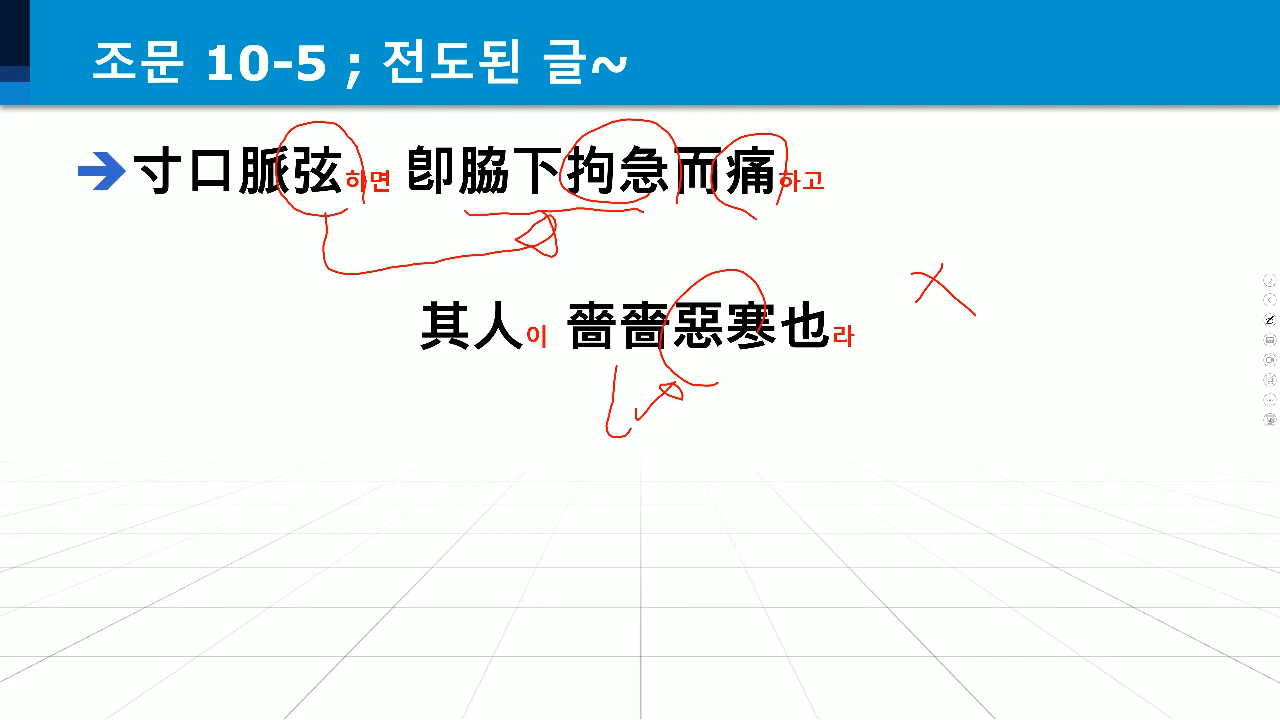 조문 10-5 ; 전도된 글~
寸口脈弦하면 卽脇下拘急而痛하고
其人이 嗇嗇惡寒也라